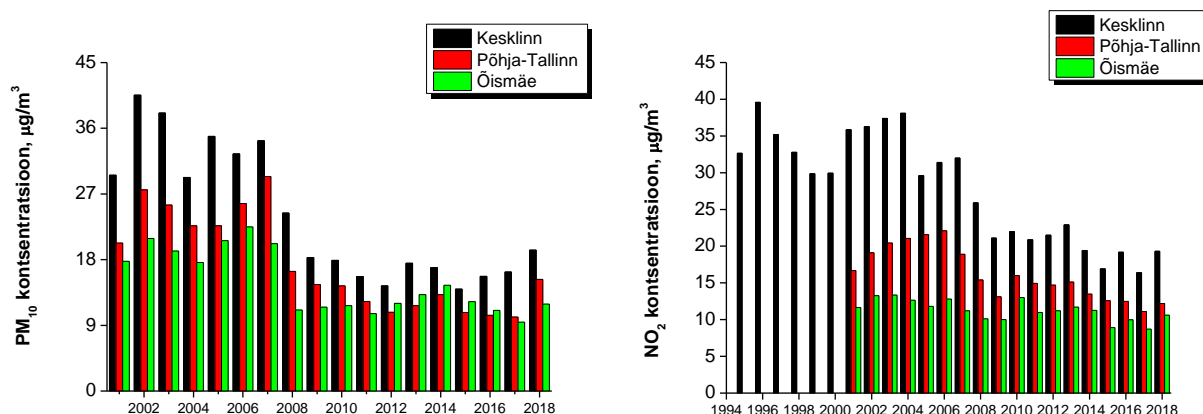 Kesklinn
Põhja-Tallinn
Õismäe
45
36
27
18
9
0
PM10 kontsentratsioon, µg/m3
2002 2004 2006 2008 2010 2012 2014 2016 2018
Kesklinn
Põhja-Tallinn
Õismäe
45
40
35
30
25
20
15
10
5
0
NO2 kontsentratsioon, µg/m3
1994 1996 1998 2000 2002 2004 2006 2008 2010 2012 2014 2016 2018